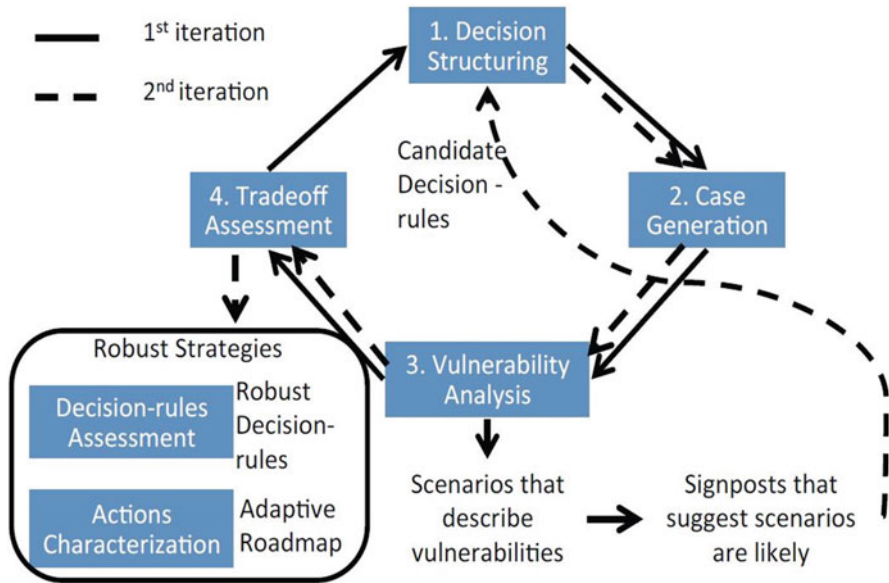 1st iteration
2nd iteration
1. Decision
Structuring
Candidate
Decision -
rules
2. Case
Generation
4. Tradeoff
Assessment
3. Vulnerability
Analysis
Robust Strategies
Decision-rules
Assessment
Robust
Decision-
rules
Actions
Characterization
Adaptive
Roadmap
Scenarios that
describe
vulnerabilities
Signposts that
suggest scenarios
are likely